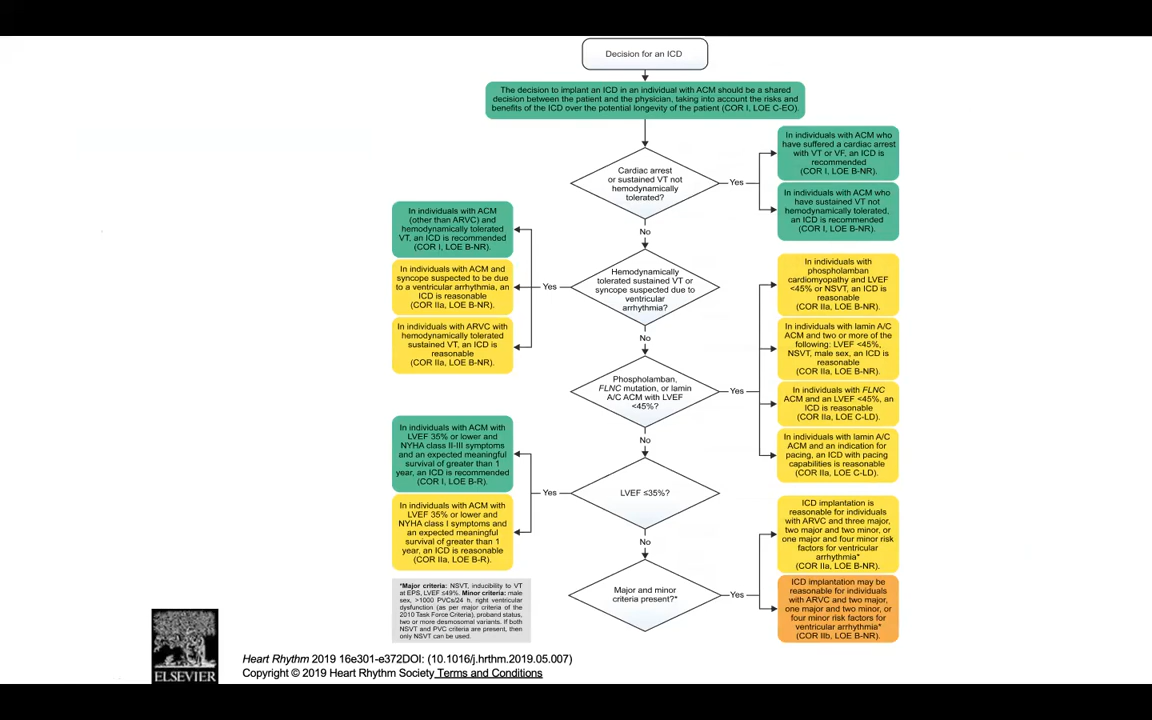 Decision for an ICD
The decision to implant an ICD in an individual with ACM should be a shared
decision between the patient and the physician, taking into account the risks and
benefits of the ICD over the potential longevity of the patient (COR I, LOE C-EO).
Cardiac arrest
or sustained VT not
hemodynamically
tolerated?
Yes
In individuals with ACM who
have suffered a cardiac arrest
with VT or VF, an ICD is
recommended
(COR I, LOE B-NR).
In individuals with ACM who
have sustained VT not
hemodynamically tolerated,
an ICD is recommended
(COR I, LOE B-NR).
No
Hemodynamically
tolerated sustained VT or
syncope suspected due to
ventricular
arrhythmia?
Yes
In individuals with ACM
(other than ARVC) and
hemodynamically tolerated
VT, an ICD is recommended
(COR I, LOE B-NR).
In individuals with ACM and
syncope suspected to be due
to a ventricular arrhythmia, an
ICD is reasonable
(COR IIa, LOE B-NR).
In individuals with ARVC with
hemodynamically tolerated
sustained VT, an ICD is
reasonable
(COR IIa, LOE B-NR).
No
Phospholamban,
FLNC mutation, or lamin
A/C ACM with LVEF
<45%?
Yes
In individuals with
phospholamban
cardiomyopathy and LVEF
<45% or NSVT, an ICD is
reasonable
(COR IIa, LOE B-NR).
In individuals with lamin A/C
ACM and two or more of the
following: LVEF <45%,
NSVT, male sex, an ICD is
reasonable
(COR IIa, LOE B-NR).
In individuals with FLNC
ACM and an LVEF <45%, an
ICD is reasonable
(COR IIa, LOE C-LD).
In individuals with lamin A/C
ACM and an indication for
pacing, an ICD with pacing
capabilities is reasonable
(COR IIa, LOE C-LD).
No
LVEF ≤35%?
Yes
In individuals with ACM with
LVEF 35% or lower and
NYHA class II-III symptoms
and an expected meaningful
survival of greater than 1
year, an ICD is recommended
(COR I, LOE B-R).
In individuals with ACM with
LVEF 35% or lower and
NYHA class I symptoms and
an expected meaningful
survival of greater than 1
year, an ICD is reasonable
(COR IIa, LOE B-R).
No
Major and minor
criteria present?*
Yes
ICD implantation is
reasonable for individuals
with ARVC and three major,
two major and two minor, or
one major and four minor risk
factors for ventricular
arrhythmia*
(COR IIa, LOE B-NR).
ICD implantation may be
reasonable for individuals
with ARVC and two major,
one major and two minor, or
four minor risk factors for
ventricular arrhythmia*
(COR IIb, LOE B-NR).
*Major criteria: NSVT, inducibility to VT
at EPS, LVEF ≤49%. Minor criteria: male
sex, >1000 PVCs/24 h, right ventricular
dysfunction (as per major criteria of the
2010 Task Force Criteria), proband status,
two or more desmosomal variants. If both
NSVT and PVC criteria are present, then
only NSVT can be used.
ELSEVIER
Heart Rhythm 2019 16e301-e372DOI: (10.1016/j.hrthm.2019.05.007)
Copyright © 2019 Heart Rhythm Society Terms and Conditions